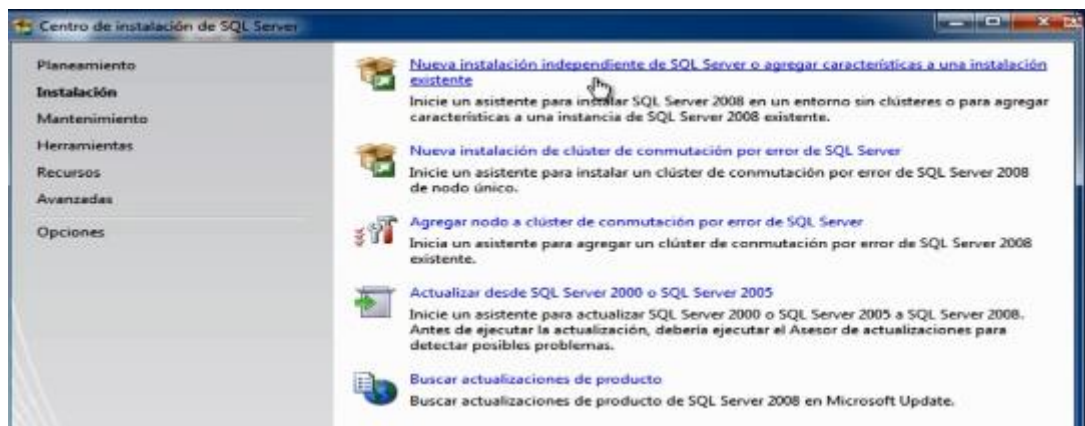 Centro de instalación de SQL Server
Planeamiento
Instalación
Mantenimiento
Herramientas
Recursos
Avanzadas
Opciones
Nueva instalación independiente de SQL Server o agregar características a una instalación
existente
Inicie un asistente para instalar SQL Server 2008 en un entorno sin clústeres o para agregar
características a una instancia de SQL Server 2008 existente.
Nueva instalación de clúster de conmutación por error de SQL Server
Inicie un asistente para instalar un clúster de conmutación por error de SQL Server 2008
de nodo único.
Agregar nodo a clúster de conmutación por error de SQL Server
Inicia un asistente para agregar un clúster de conmutación por error de SQL Server 2008
existente.
Actualizar desde SQL Server 2000 o SQL Server 2005
Inicie un asistente para actualizar SQL Server 2000 o SQL Server 2005 a SQL Server 2008.
Antes de ejecutar la actualización, debería ejecutar el Asesor de actualizaciones para
detectar posibles problemas.
Buscar actualizaciones de producto
Buscar actualizaciones de producto de SQL Server 2008 en Microsoft Update.